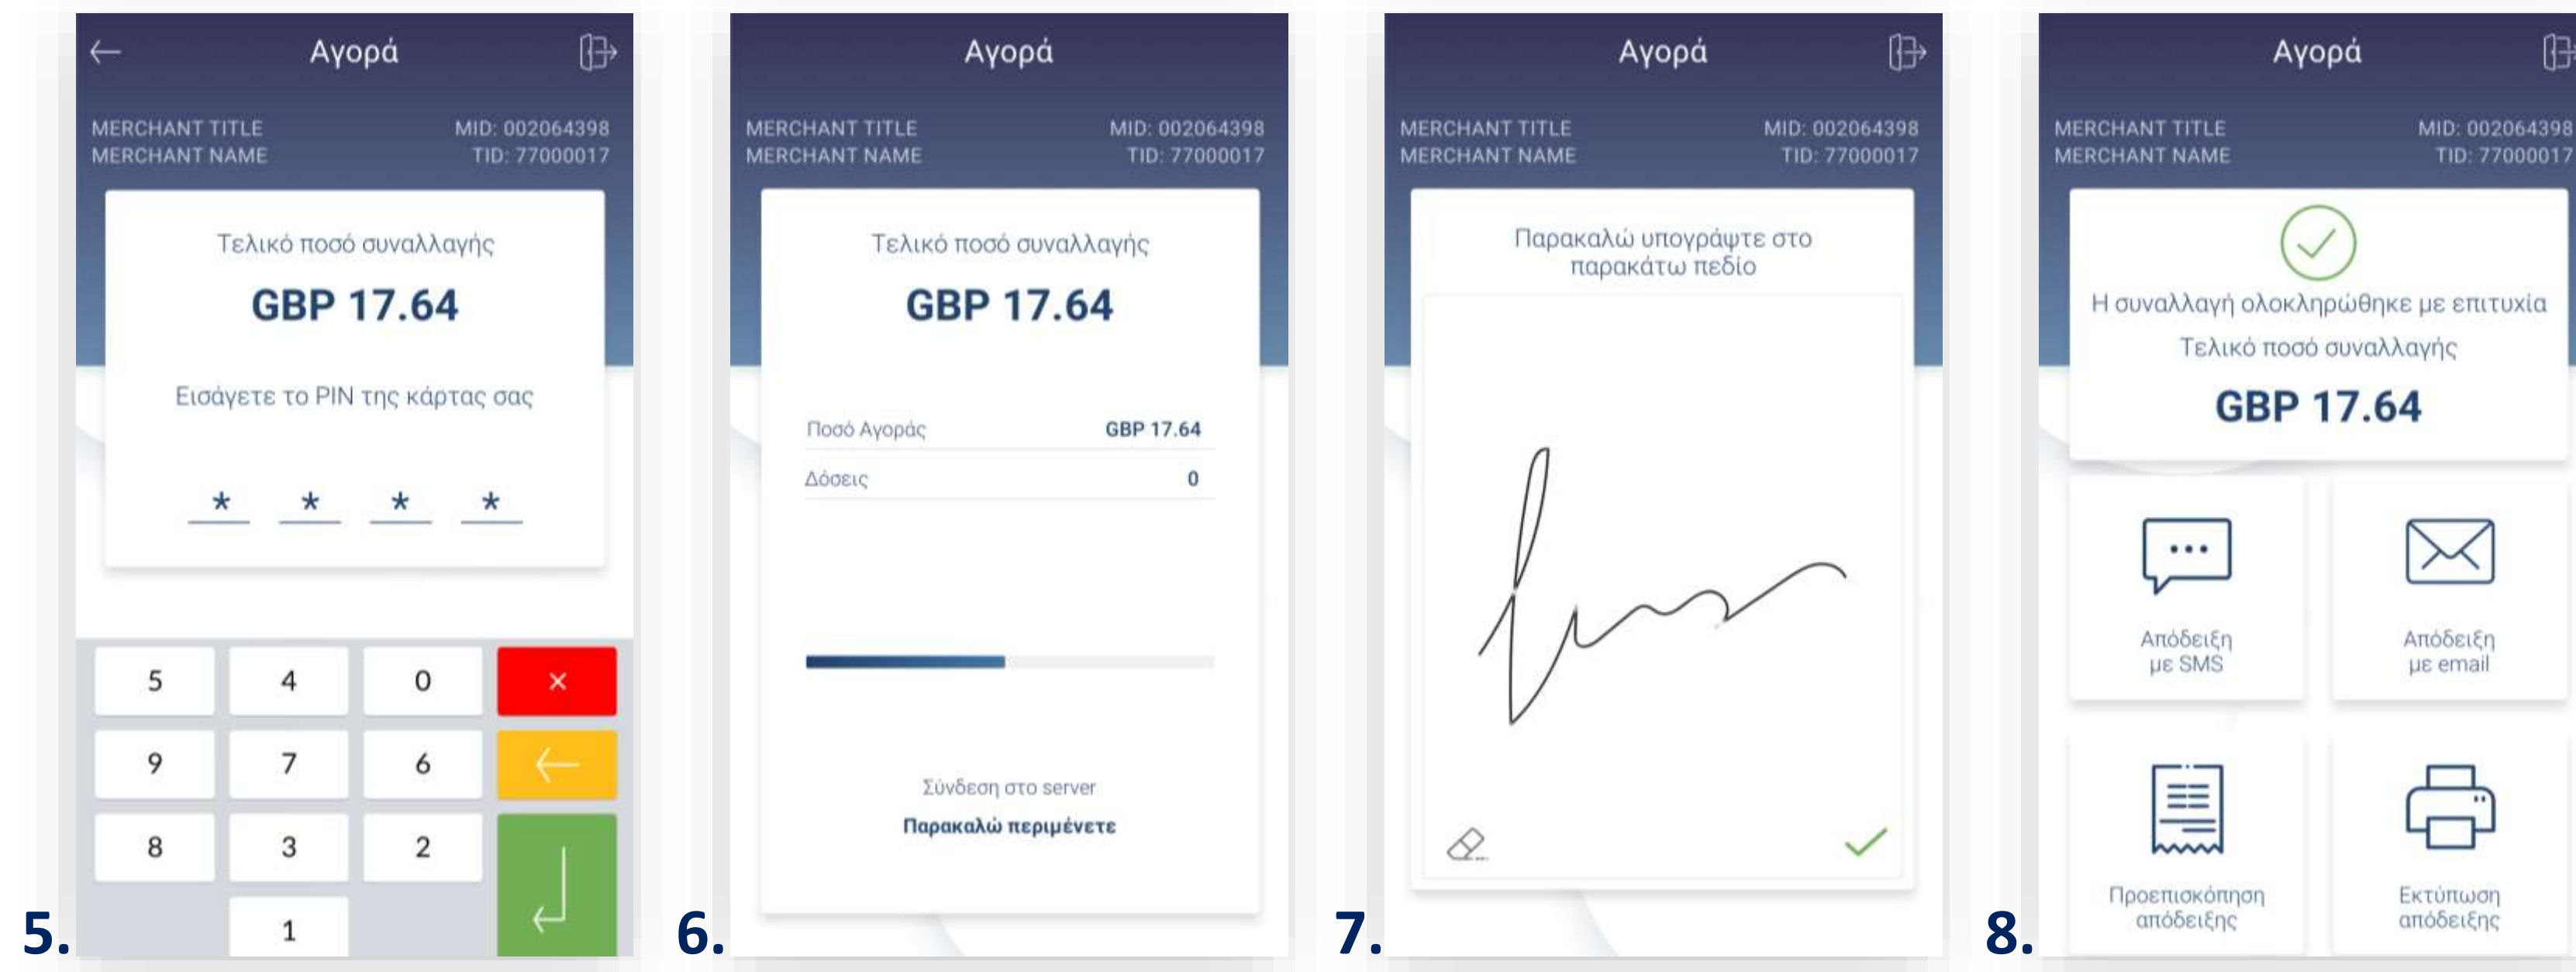 Αγορά
MERCHANT TITLE MID: 002064398
MERCHANT NAME TID: 77000017
Τελικό ποσό συναλλαγής
GBP 17.64
Εισάγετε το PIN της κάρτας σας
* * * *
5 4 0
9 7 6
8 3 2
1
5.
Αγορά
MERCHANT TITLE MID: 002064398
MERCHANT NAME TID: 77000017
Τελικό ποσό συναλλαγής
GBP 17.64
Ποσό Αγοράς GBP 17.64
Δόσεις 0
Σύνδεση στο server
Παρακαλώ περιμένετε
6.
Αγορά
MERCHANT TITLE MID: 002064398
MERCHANT NAME TID: 77000017
Παρακαλώ υπογράψτε στο
παρακάτω πεδίο
7.
Αγορά
MERCHANT TITLE MID: 002064398
MERCHANT NAME TID: 77000017
Η συναλλαγή ολοκληρώθηκε με επιτυχία
Τελικό ποσό συναλλαγής
GBP 17.64
Απόδειξη
με SMS
Απόδειξη
με email
Προεπισκόπηση
απόδειξης
Εκτύπωση
απόδειξης
8.